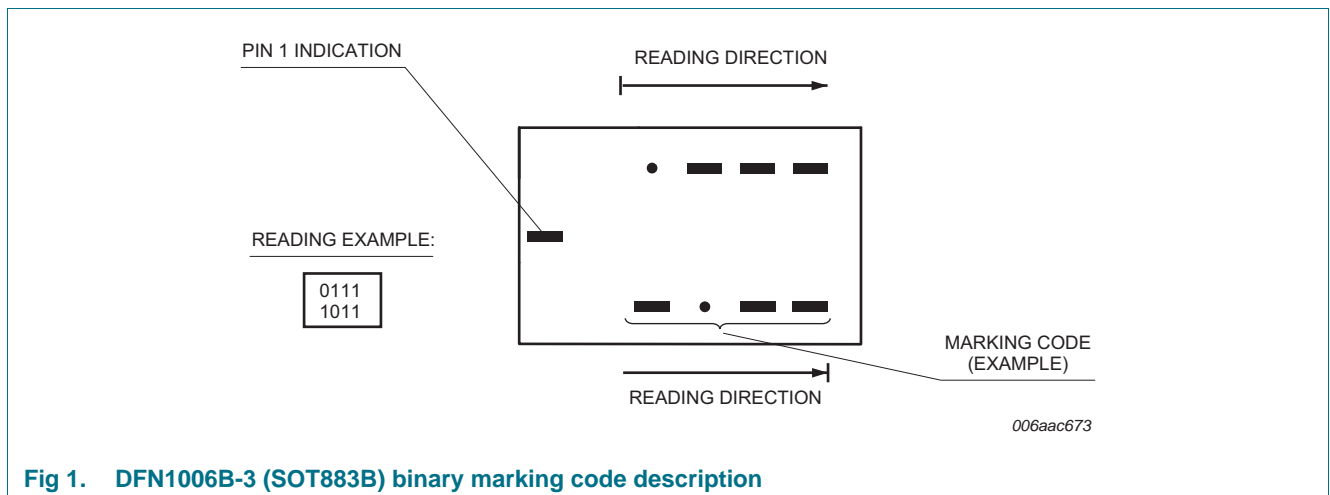 PIN 1 INDICATION
READING DIRECTION
READING EXAMPLE:
0111
1011
MARKING CODE
(EXAMPLE)
READING DIRECTION
006aac673
Fig 1. DFN1006B-3 (SOT883B) binary marking code description